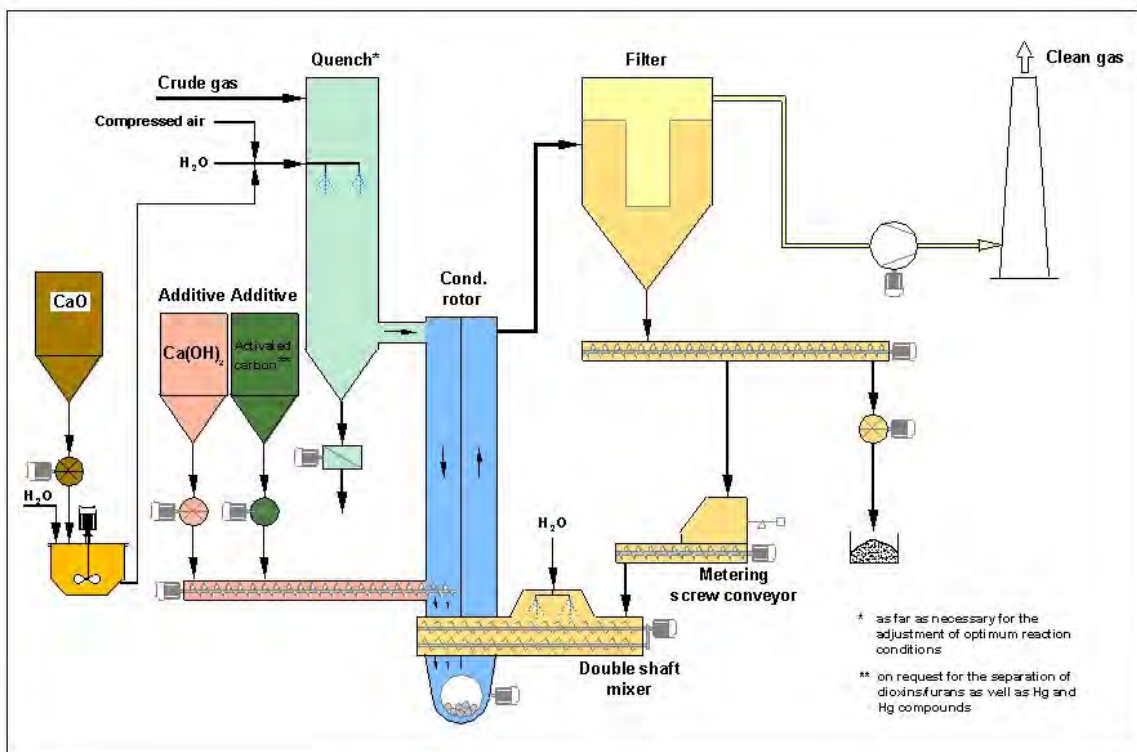 Quench*
Filter
Clean gas
Crude gas
Compressed air
H₂O
CaO
Additive
Additive
Cond.
rotor
Ca(OH)₂
Activated
carbon**
H₂O
H₂O
Metering
screw conveyor
Double shaft
mixer
* as far as necessary for the
adjustment of optimum reaction
conditions
** on request for the separation of
dioxins/furans as well as Hg and
Hg compounds